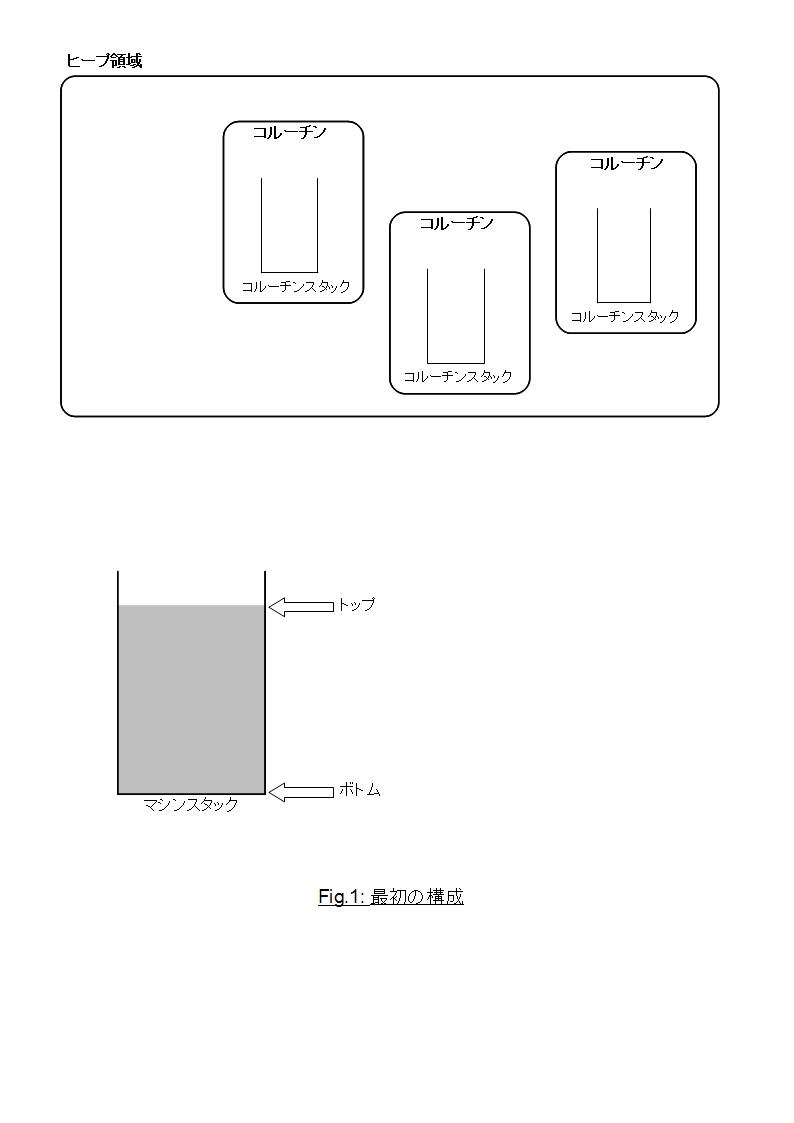 ヒープ領域
コルーチン
コルーチンスタック
コルーチン
コルーチンスタック
コルーチン
コルーチンスタック
トップ
ボトム
マシンスタック
Fig.1: 最初の構成